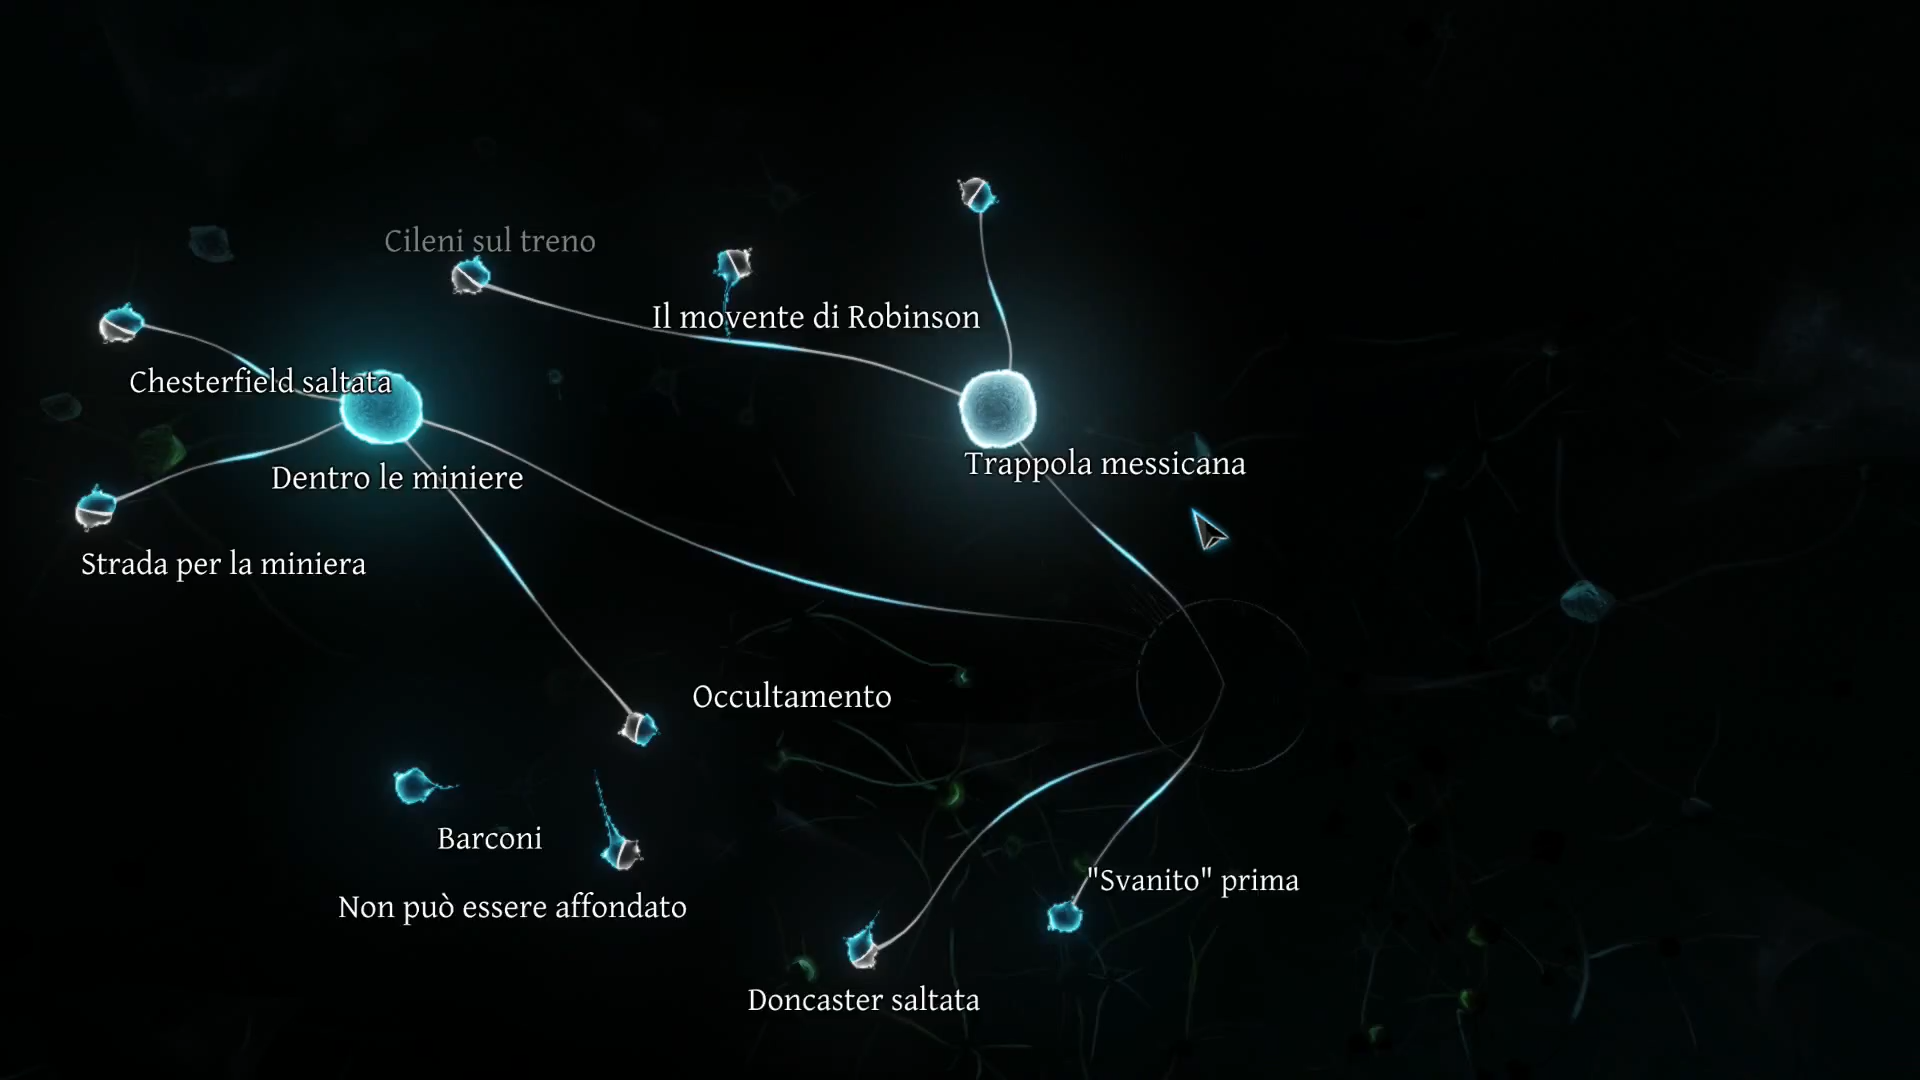 Cileni sul treno
Il movente di Robinson
Chesterfield saltata
Trappola messicana
Dentro le miniere
Strada per la miniera
Occultamento
Barconi
"Svanito" prima
Non può essere affondato
Doncaster saltata